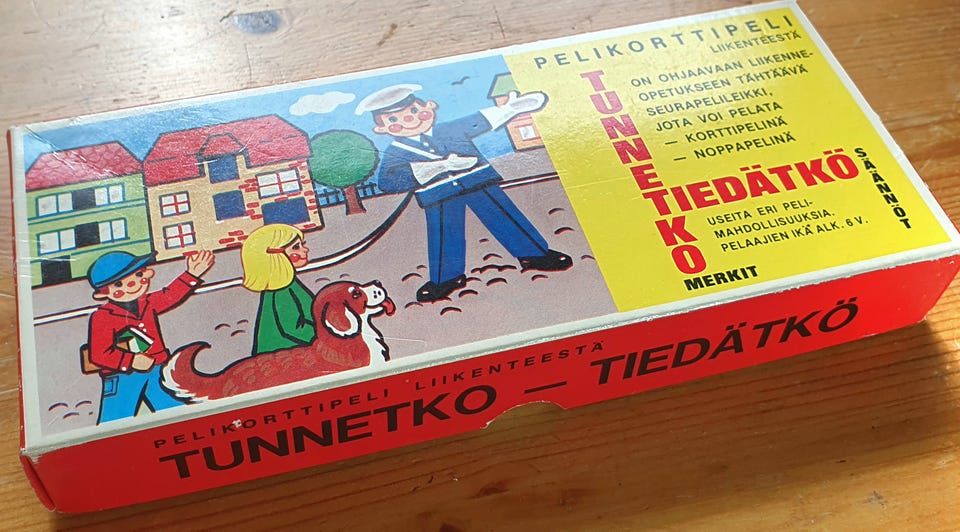 PELIKORTTIPELI
LIIKENTEESTÄ
TUNNETKO
ON OHJAAVAAN LIIKENNE-
OPETUKSEEN TÄHTÄÄVÄ
SEURAPELILEIKKI,
JOTA VOI PELATA
– KORTTIPELINÄ
– NOPPAPELINÄ
TIEDÄTKÖ
SÄÄNNÖT
USEITA ERI PELI-
MAHDOLLISUUKSIA.
PELAAJIEN IKÄ ALK. 6 V.
MERKIT
PELIKORTTIPELI LIIKENTEESTÄ
TUNNETKO – TIEDÄTKÖ